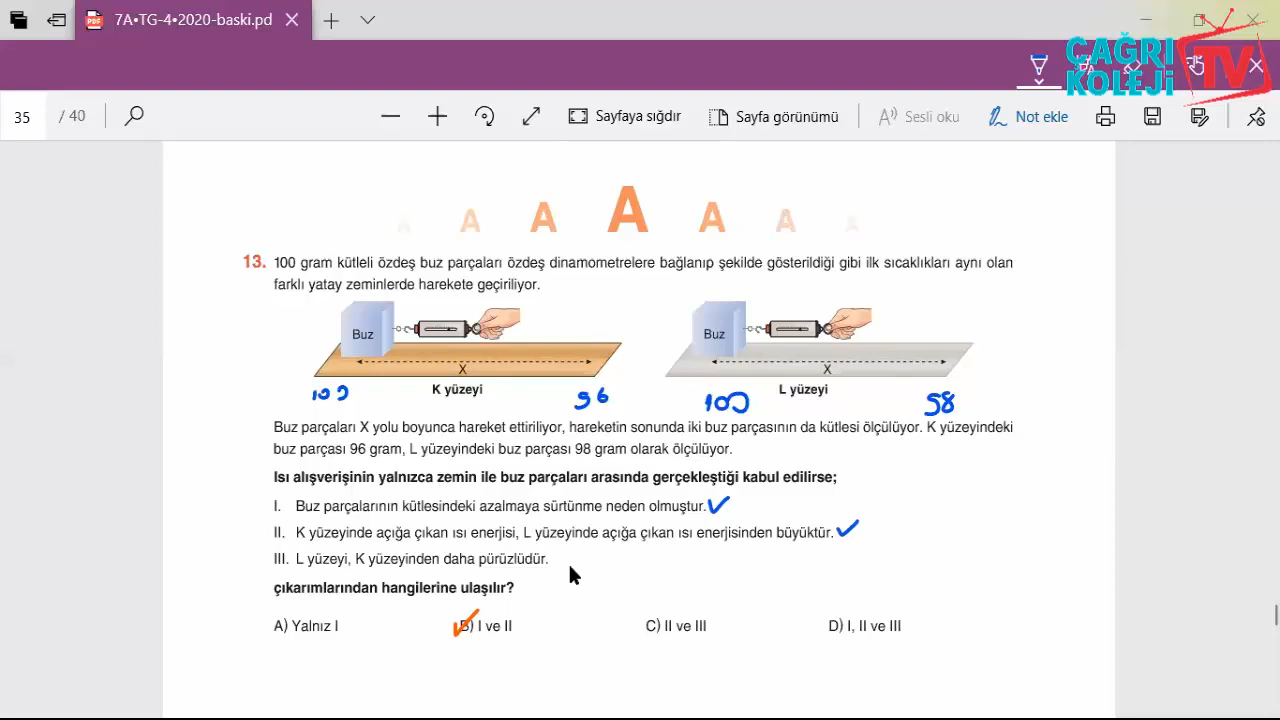 7A•TG-4•2020-baski.pd
ÇAĞRI
KOLEJİ
TV
35 / 40
Sayfaya sığdır
Sayfa görünümü
Sesli oku
Not ekle
A A A A A A A
13. 100 gram kütleli özdeş buz parçaları özdeş dinamometrelere bağlanıp şekilde gösterildiği gibi ilk sıcaklıkları aynı olan
farklı yatay zeminlerde harekete geçiriliyor.
Buz
X
K yüzeyi
100
96
Buz
X
L yüzeyi
100
98
Buz parçaları X yolu boyunca hareket ettiriliyor, hareketin sonunda iki buz parçasının da kütlesi ölçülüyor. K yüzeyindeki
buz parçası 96 gram, L yüzeyindeki buz parçası 98 gram olarak ölçülüyor.
Isı alışverişinin yalnızca zemin ile buz parçaları arasında gerçekleştiği kabul edilirse;
I. Buz parçalarının kütlesindeki azalmaya sürtünme neden olmuştur.
II. K yüzeyinde açığa çıkan ısı enerjisi, L yüzeyinde açığa çıkan ısı enerjisinden büyüktür.
III. L yüzeyi, K yüzeyinden daha pürüzlüdür.
çıkarımlarından hangilerine ulaşılır?
A) Yalnız I B) I ve II C) II ve III D) I, II ve III